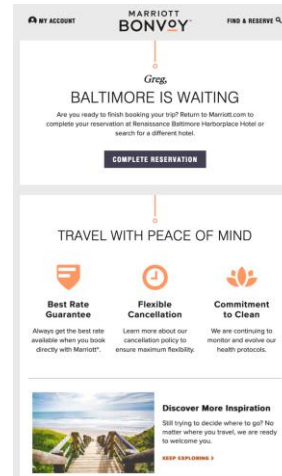 MY ACCOUNT
MARRIOTT
BONVOY
FIND & RESERVE
Greg,
BALTIMORE IS WAITING
Are you ready to finish booking your trip? Return to Marriott.com to
complete your reservation at Renaissance Baltimore Harborplace Hotel or
search for a different hotel.
COMPLETE RESERVATION
TRAVEL WITH PEACE OF MIND
Best Rate
Guarantee
Always get the best rate
available when you book
directly with Marriott®.
Flexible
Cancellation
Learn more about our
cancellation policy to
ensure maximum flexibility.
Commitment
to Clean
We are continuing to
monitor and evolve our
health protocols.
Discover More Inspiration
Still trying to decide where to go? No
matter where you travel, we are ready
to welcome you.
KEEP EXPLORING >